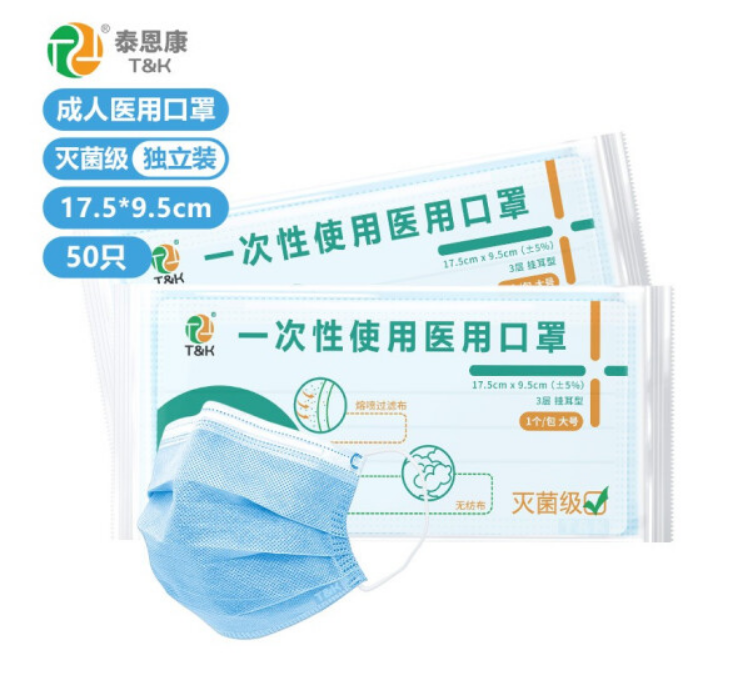 泰恩康
T&K
成人医用口罩
灭菌级 独立装
17.5*9.5cm
50只
T&K
一次性使用医用口罩
17.5cm x 9.5cm (±5%)
3层 挂耳型
大号
T&K
一次性使用医用口罩
17.5cm x 9.5cm (±5%)
3层 挂耳型
1个/包 大号
熔喷过滤布
无纺布
灭菌级